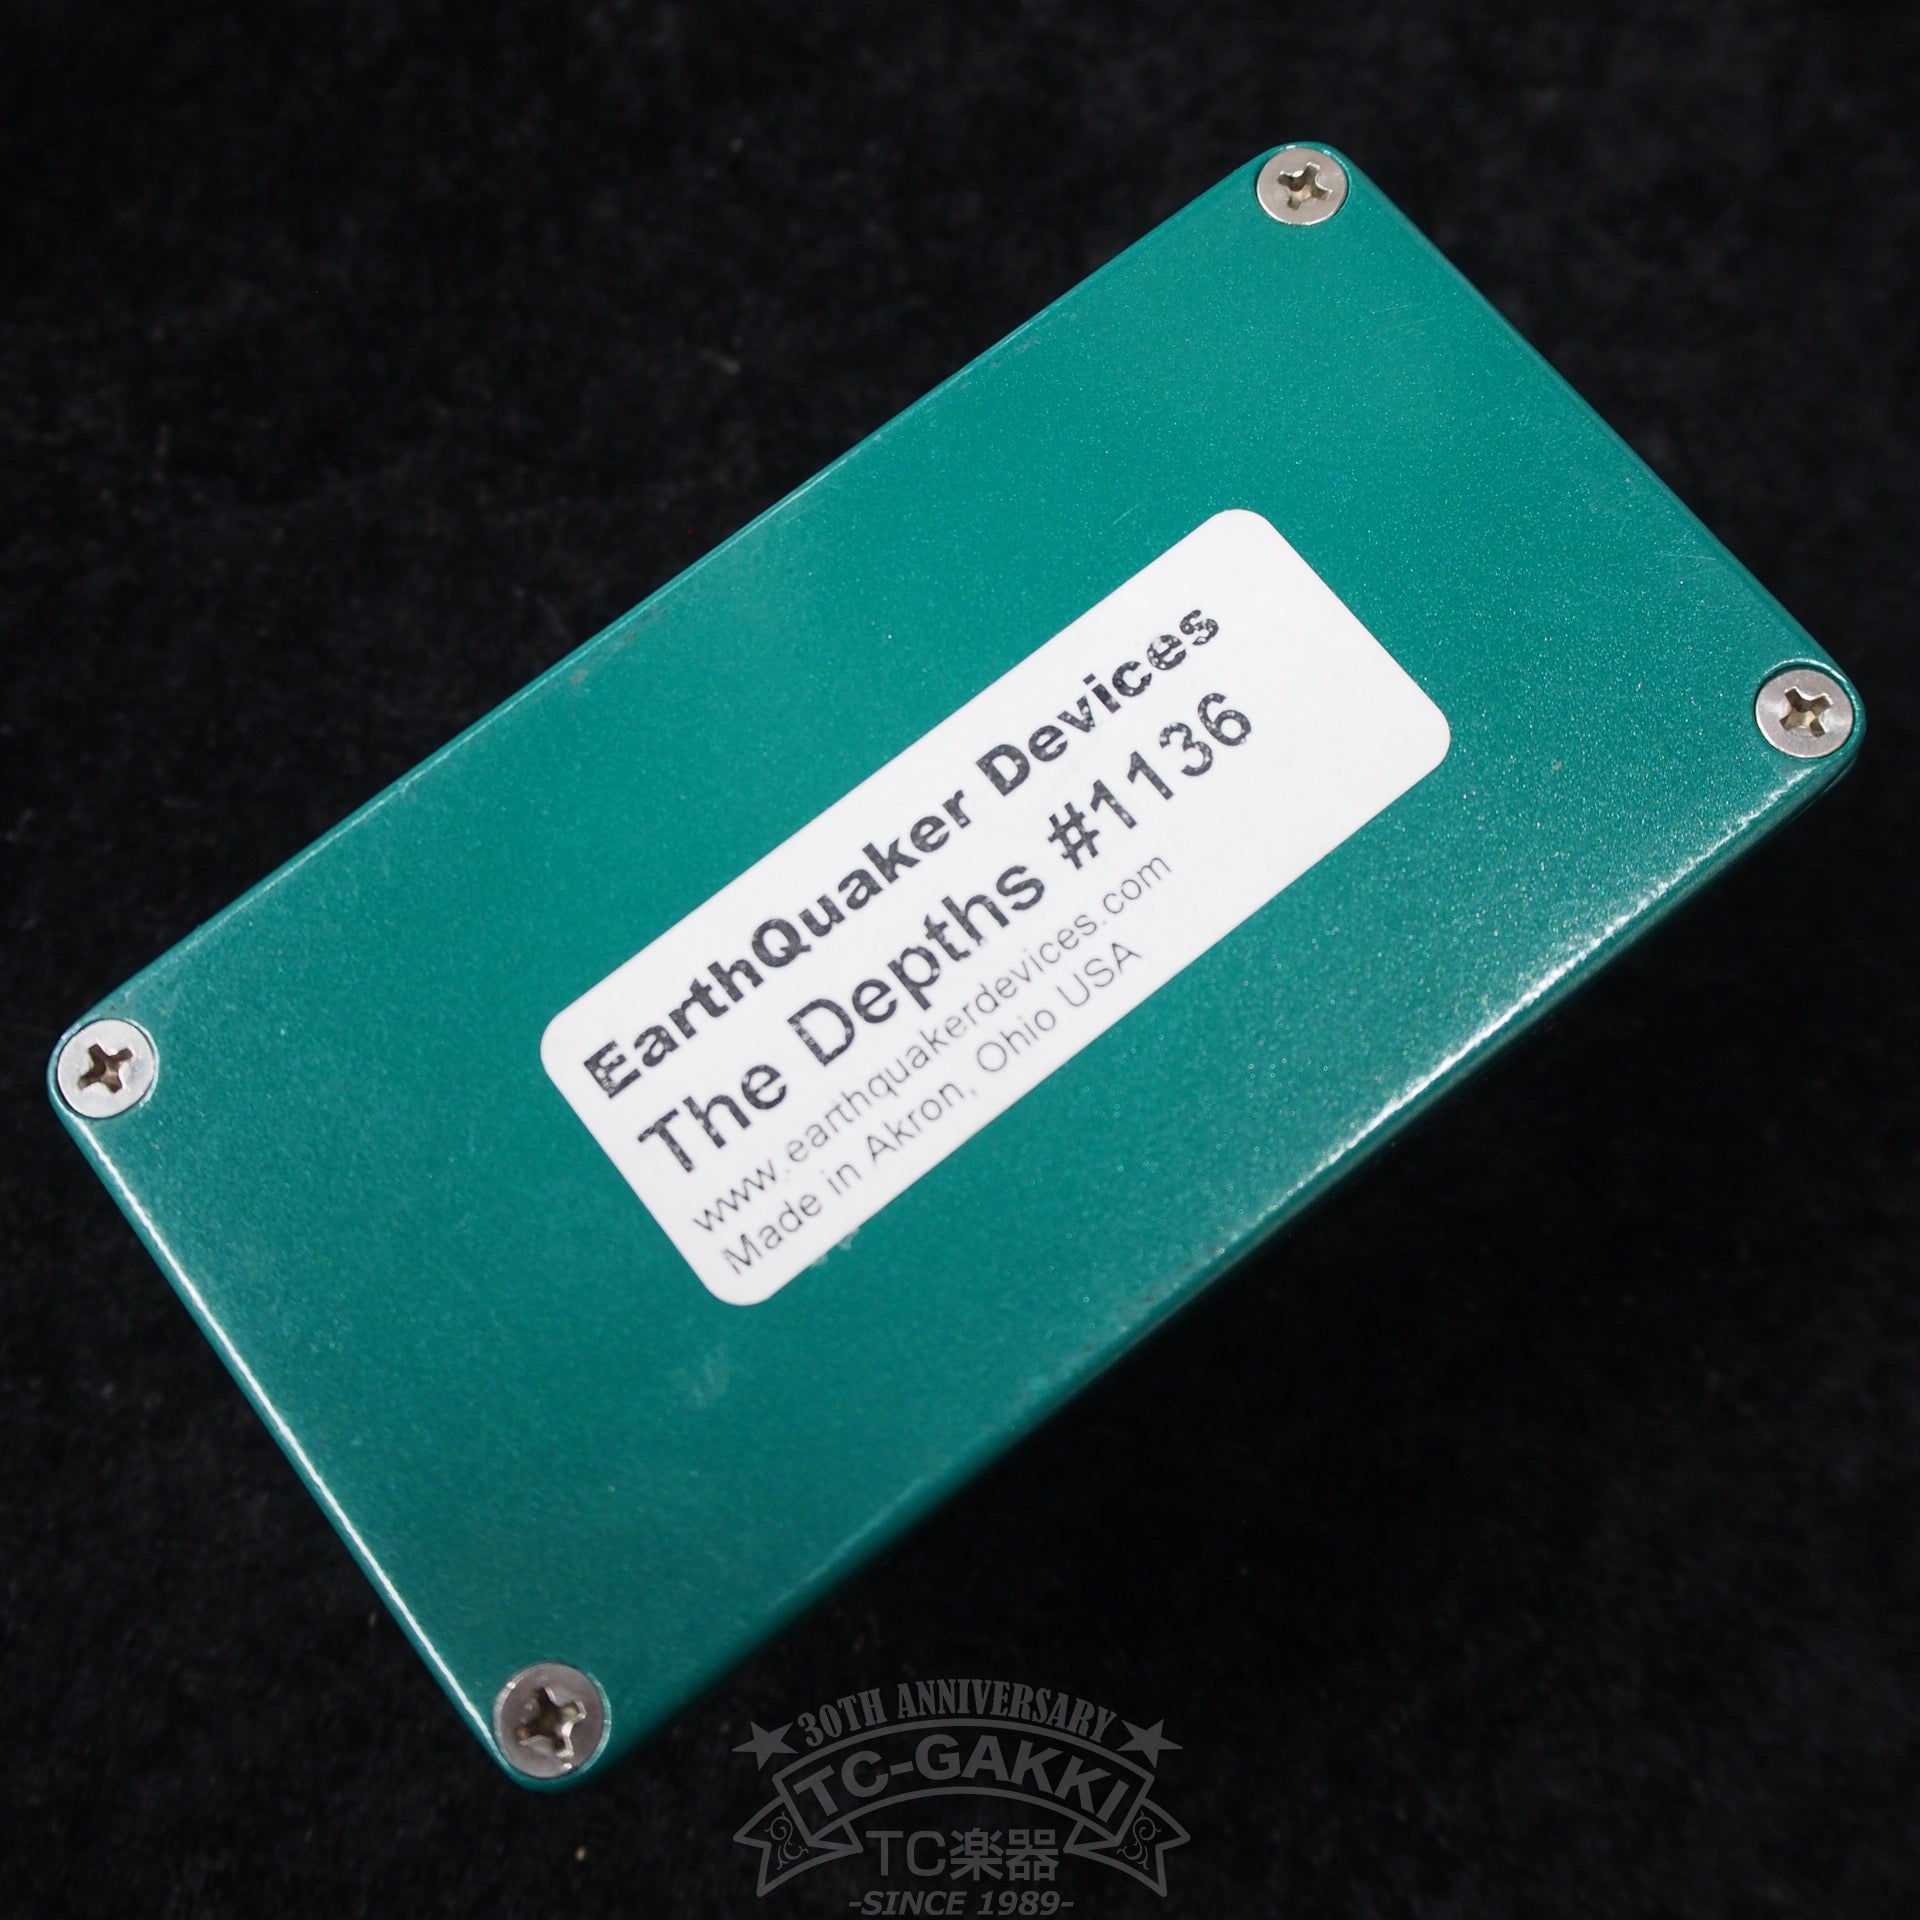 EarthQuaker Devices
The Depths #1136
www.earthquakerdevices.com
Made in Akron, Ohio USA
30TH ANNIVERSARY
TC-GAKKI
TC楽器
-SINCE 1989-